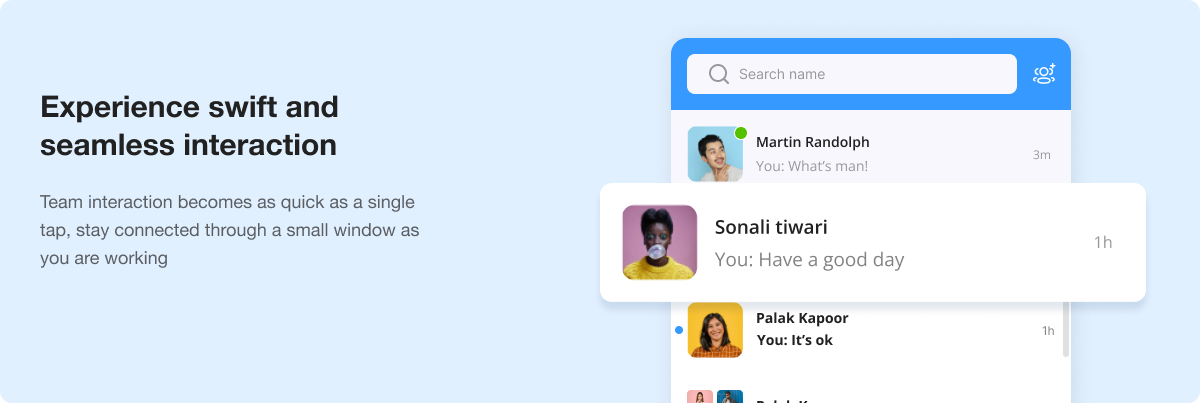 Experience swift and
seamless interaction
Team interaction becomes as quick as a single
tap, stay connected through a small window as
you are working
Search name
Martin Randolph
You: What's man!
3m
Sonali tiwari
You: Have a good day
1h
Palak Kapoor
You: It's ok
1h